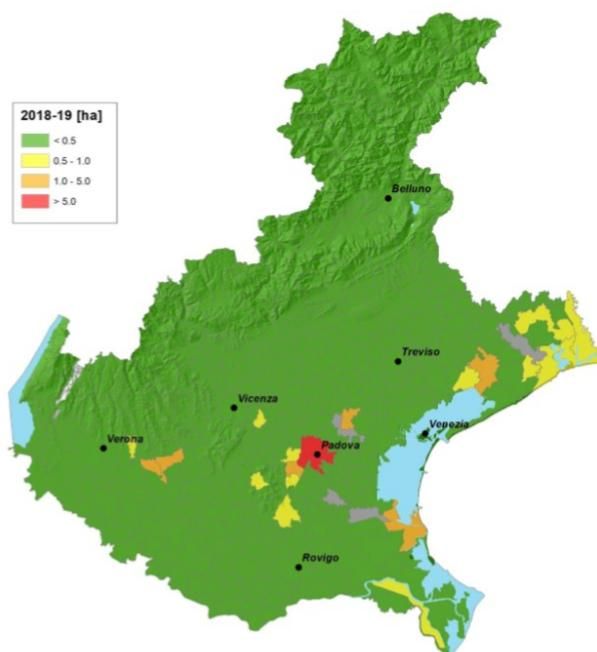 2018-19 [ha]
< 0.5
0.5 - 1.0
1.0 - 5.0
> 5.0
Belluno
Treviso
Vicenza
Venezia
Verona
Padova
Rovigo